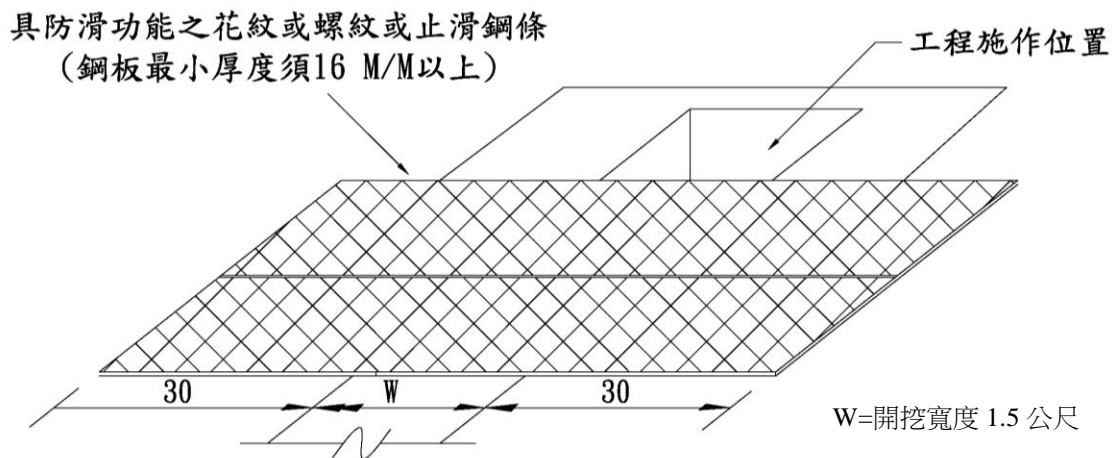 具防滑功能之花紋或螺紋或止滑鋼條
(鋼板最小厚度須16 M/M以上)
工程施作位置
30
W
30
W=開挖寬度 1.5 公尺